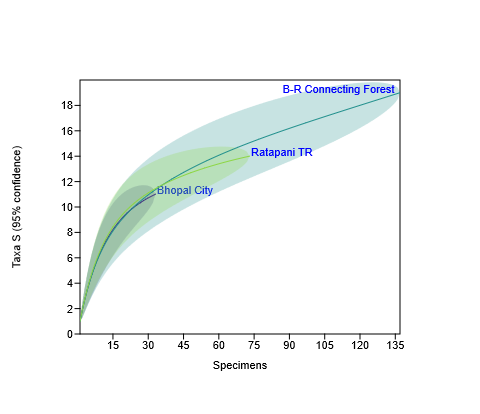 B-R Connecting Forest
Ratapani TR
Bhopal City
Taxa S (95% confidence)
18
16
14
12
10
8
6
4
2
0
15 30 45 60 75 90 105 120 135
Specimens